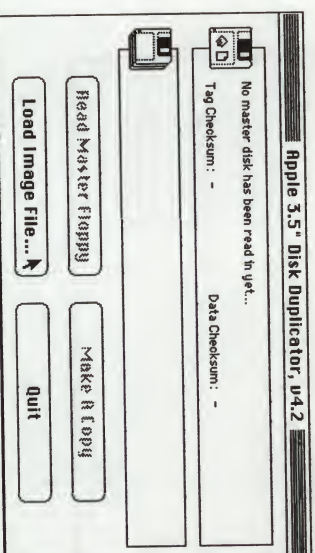 Apple 3.5" Disk Duplicator, v4.2
No master disk has been read in yet...
Tag Checksum: - Data Checksum: -
Read Master Floppy
Make A Copy
Load Image File...
Quit